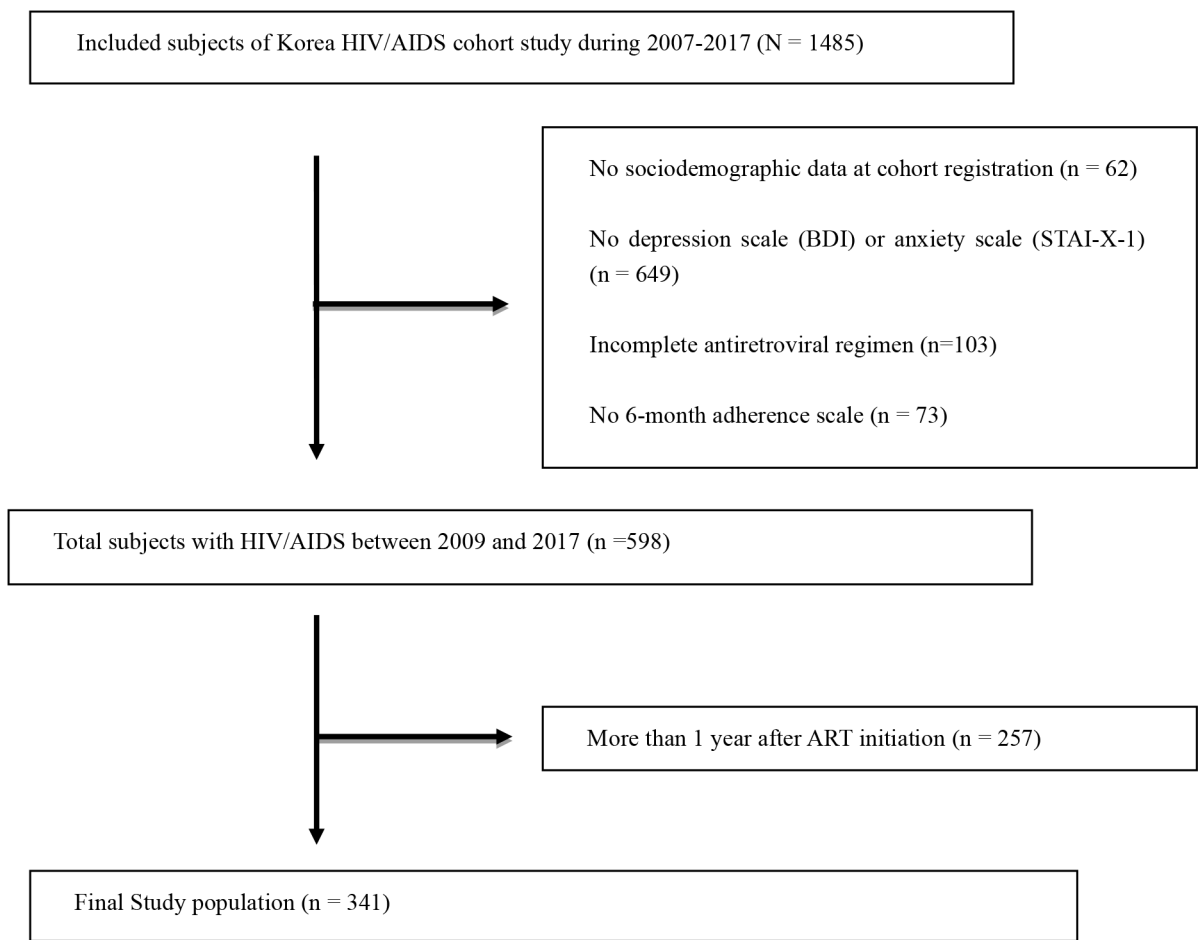 Included subjects of Korea HIV/AIDS cohort study during 2007-2017 (N = 1485)
No sociodemographic data at cohort registration (n = 62)
No depression scale (BDI) or anxiety scale (STAI-X-1)
(n = 649)
Incomplete antiretroviral regimen (n=103)
No 6-month adherence scale (n = 73)
Total subjects with HIV/AIDS between 2009 and 2017 (n =598)
More than 1 year after ART initiation (n = 257)
Final Study population (n = 341)